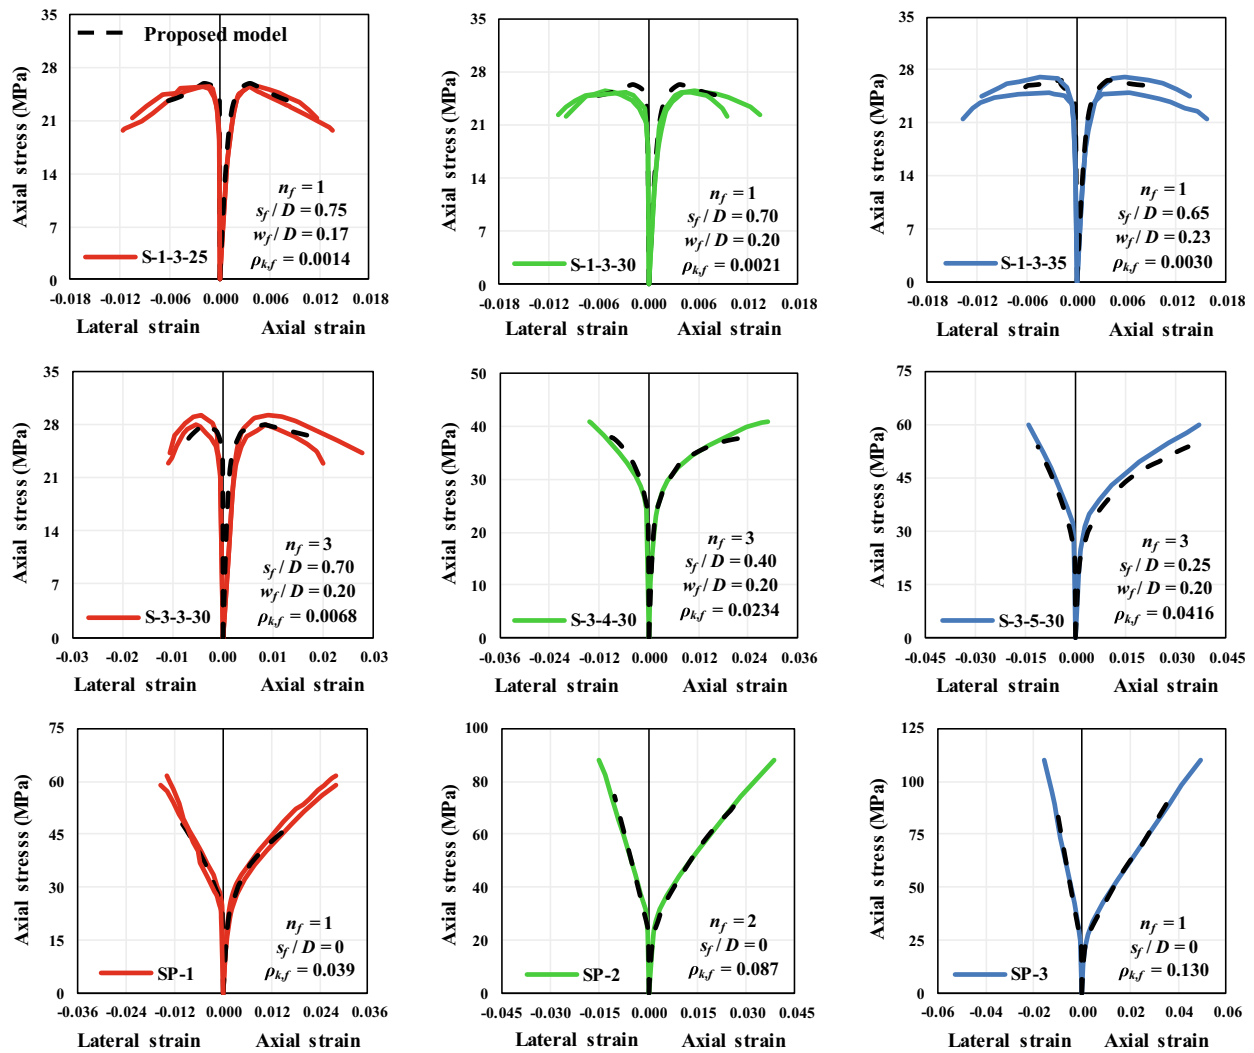 35
28
21
14
7
0
Axial stress (MPa)
Proposed model
n_f = 1
s_f / D = 0.75
w_f / D = 0.17
ρ_k,f = 0.0014
S-1-3-25
-0.018 -0.012 -0.006 0.000 0.006 0.012 0.018
Lateral strain Axial strain
35
28
21
14
7
0
Axial stress (MPa)
n_f = 1
s_f / D = 0.70
w_f / D = 0.20
ρ_k,f = 0.0021
S-1-3-30
-0.018 -0.012 -0.006 0.000 0.006 0.012 0.018
Lateral strain Axial strain
35
28
21
14
7
0
Axial stress (MPa)
n_f = 1
s_f / D = 0.65
w_f / D = 0.23
ρ_k,f = 0.0030
S-1-3-35
-0.018 -0.012 -0.006 0.000 0.006 0.012 0.018
Lateral strain Axial strain
35
28
21
14
7
0
Axial stress (MPa)
n_f = 3
s_f / D = 0.70
w_f / D = 0.20
ρ_k,f = 0.0068
S-3-3-30
-0.03 -0.02 -0.01 0.00 0.01 0.02 0.03
Lateral strain Axial strain
50
40
30
20
10
0
Axial stress (MPa)
n_f = 3
s_f / D = 0.40
w_f / D = 0.20
ρ_k,f = 0.0234
S-3-4-30
-0.036 -0.024 -0.012 0.000 0.012 0.024 0.036
Lateral strain Axial strain
75
60
45
30
15
0
Axial stress (MPa)
n_f = 3
s_f / D = 0.25
w_f / D = 0.20
ρ_k,f = 0.0416
S-3-5-30
-0.045 -0.030 -0.015 0.000 0.015 0.030 0.045
Lateral strain Axial strain
75
60
45
30
15
0
Axial stresss (MPa)
n_f = 1
s_f / D = 0
ρ_k,f = 0.039
SP-1
-0.036 -0.024 -0.012 0.000 0.012 0.024 0.036
Lateral strain Axial strain
100
80
60
40
20
0
Axial stress (MPa)
n_f = 2
s_f / D = 0
ρ_k,f = 0.087
SP-2
-0.045 -0.030 -0.015 0.000 0.015 0.030 0.045
Lateral strain Axial strain
125
100
75
50
25
0
Axial stress (MPa)
n_f = 1
s_f / D = 0
ρ_k,f = 0.130
SP-3
-0.06 -0.04 -0.02 0.00 0.02 0.04 0.06
Lateral strain Axial strain